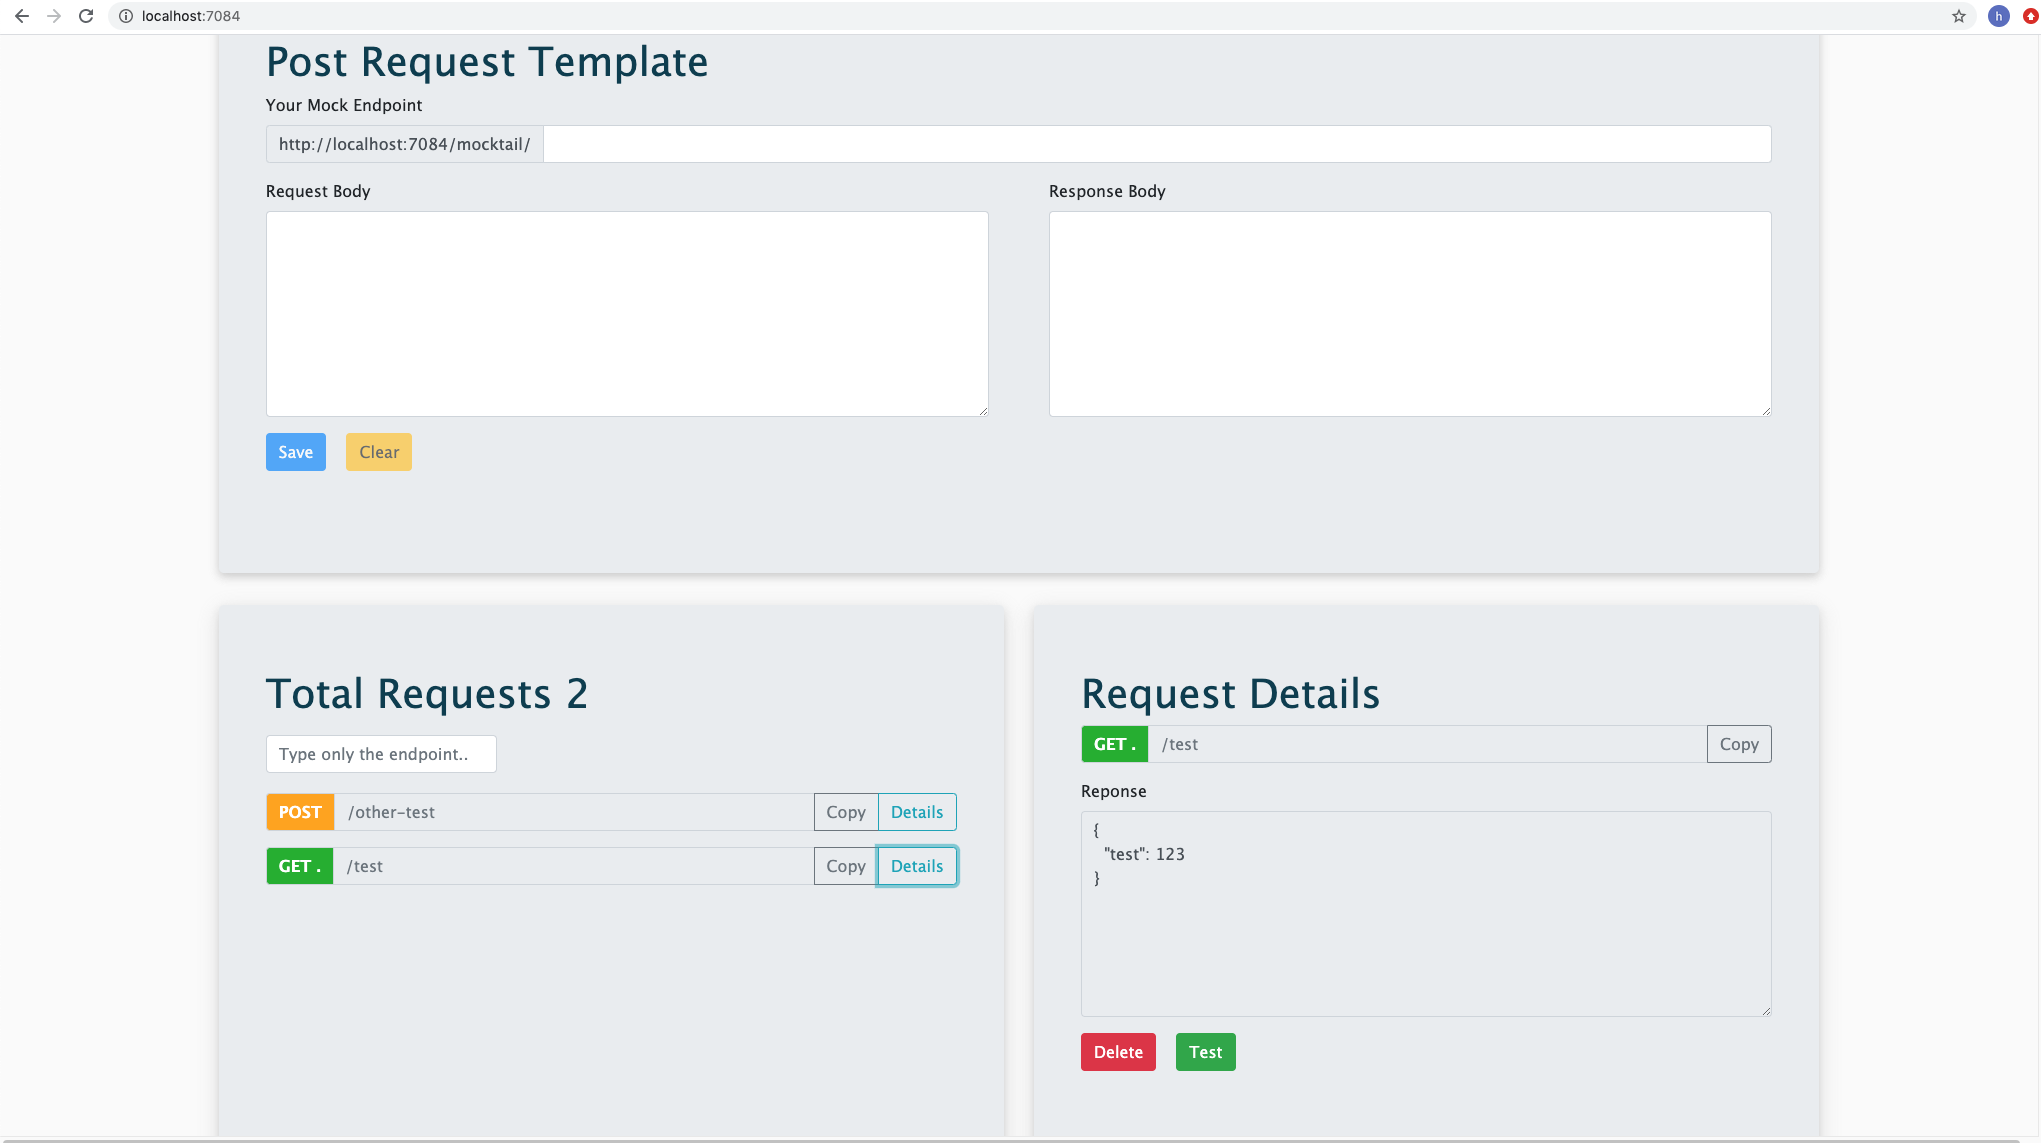 localhost:7084
h
Post Request Template
Your Mock Endpoint
http://localhost:7084/mocktail/
Request Body
Response Body
Save Clear
Total Requests 2
Type only the endpoint..
POST /other-test Copy Details
GET . /test Copy Details
Request Details
GET . /test Copy
Reponse
{
"test": 123
}
Delete Test